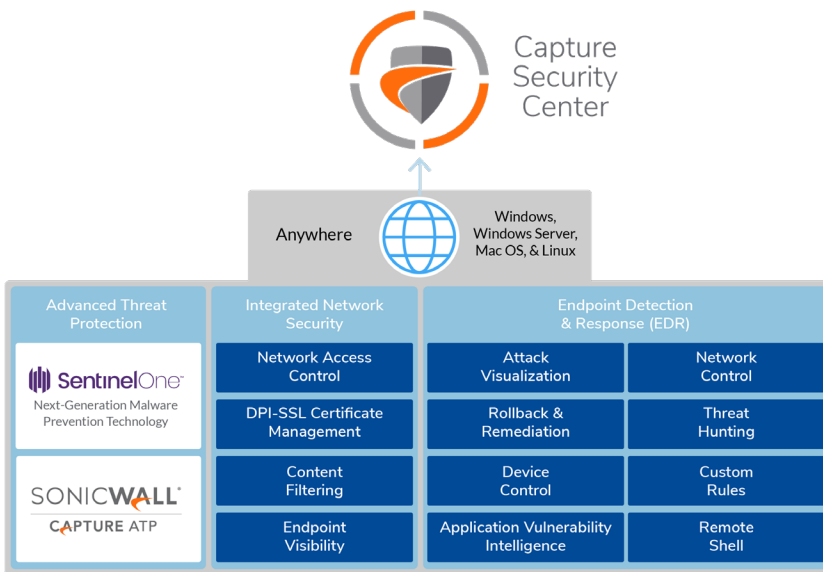 Capture
Security
Center
Anywhere
Windows,
Windows Server,
Mac OS, & Linux
Advanced Threat
Protection
SentinelOne™
Next-Generation Malware
Prevention Technology
SONICWALL®
CAPTURE ATP
Integrated Network
Security
Network Access
Control
DPI-SSL Certificate
Management
Content
Filtering
Endpoint
Visibility
Endpoint Detection
& Response (EDR)
Attack
Visualization
Network
Control
Rollback &
Remediation
Threat
Hunting
Device
Control
Custom
Rules
Application Vulnerability
Intelligence
Remote
Shell